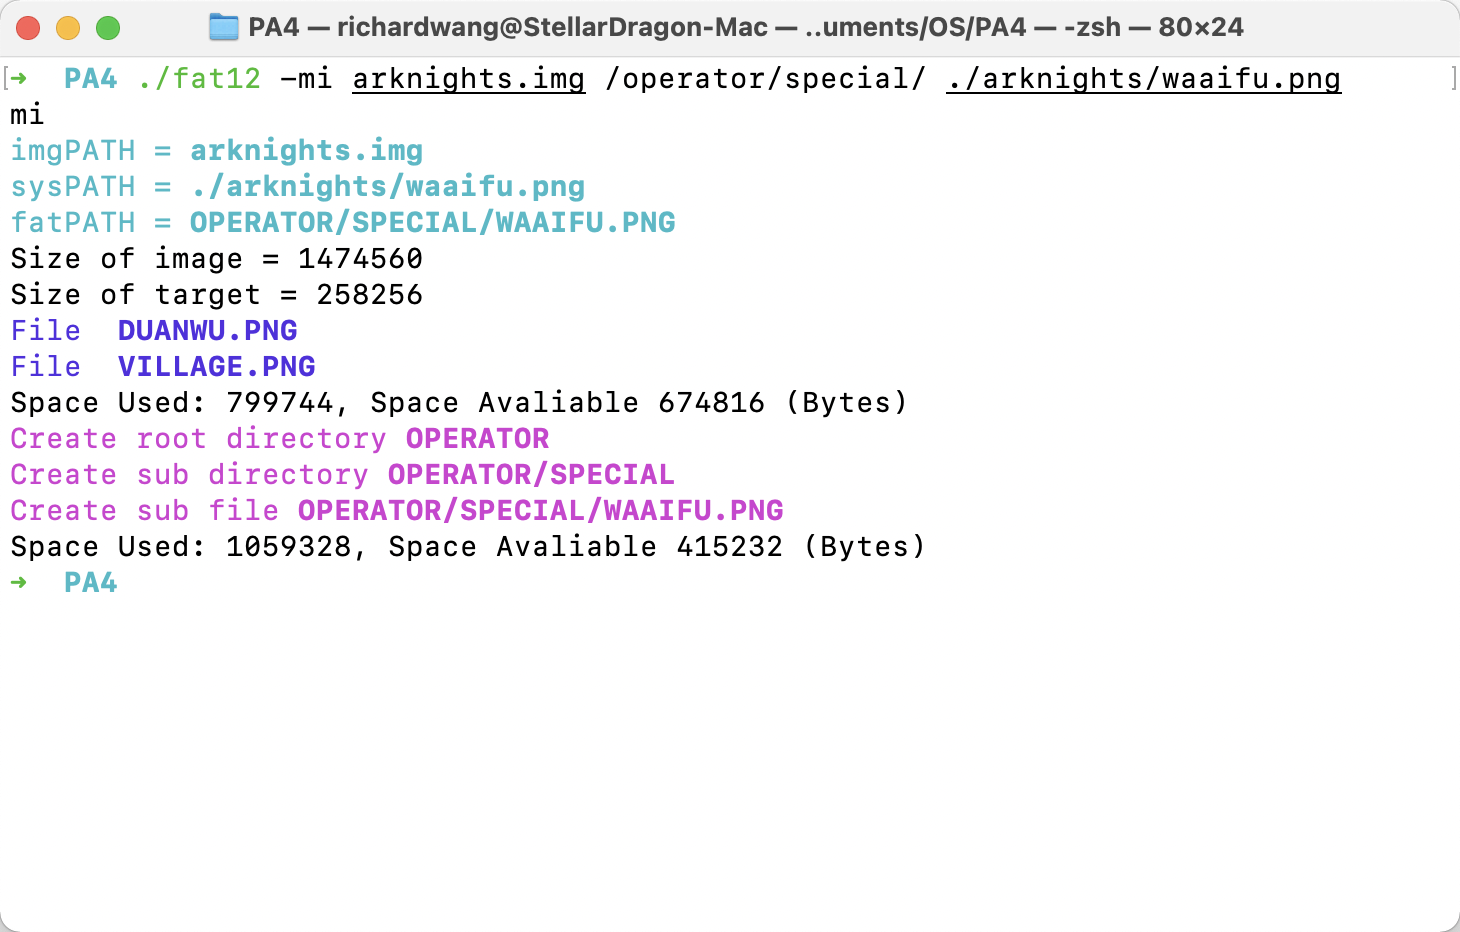 PA4 — richardwang@StellarDragon-Mac — ..uments/OS/PA4 — -zsh — 80×24
[➜  PA4 ./fat12 -mi arknights.img /operator/special/ ./arknights/waaifu.png ]
mi
imgPATH = arknights.img
sysPATH = ./arknights/waaifu.png
fatPATH = OPERATOR/SPECIAL/WAAIFU.PNG
Size of image = 1474560
Size of target = 258256
File  DUANWU.PNG
File  VILLAGE.PNG
Space Used: 799744, Space Avaliable 674816 (Bytes)
Create root directory OPERATOR
Create sub directory OPERATOR/SPECIAL
Create sub file OPERATOR/SPECIAL/WAAIFU.PNG
Space Used: 1059328, Space Avaliable 415232 (Bytes)
➜  PA4